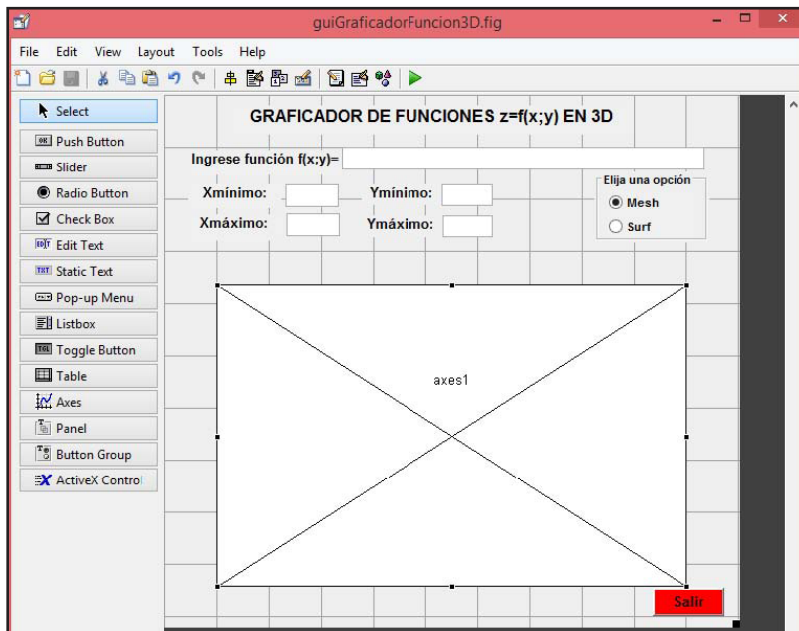 guiGraficadorFuncion3D.fig
File Edit View Layout Tools Help
Select
Push Button
Slider
Radio Button
Check Box
Edit Text
Static Text
Pop-up Menu
Listbox
Toggle Button
Table
Axes
Panel
Button Group
ActiveX Control
GRAFICADOR DE FUNCIONES z=f(x;y) EN 3D
Ingrese función f(x;y)=
Xmínimo: Ymínimo:
Xmáximo: Ymáximo:
Elija una opción
Mesh
Surf
axes1
Salir